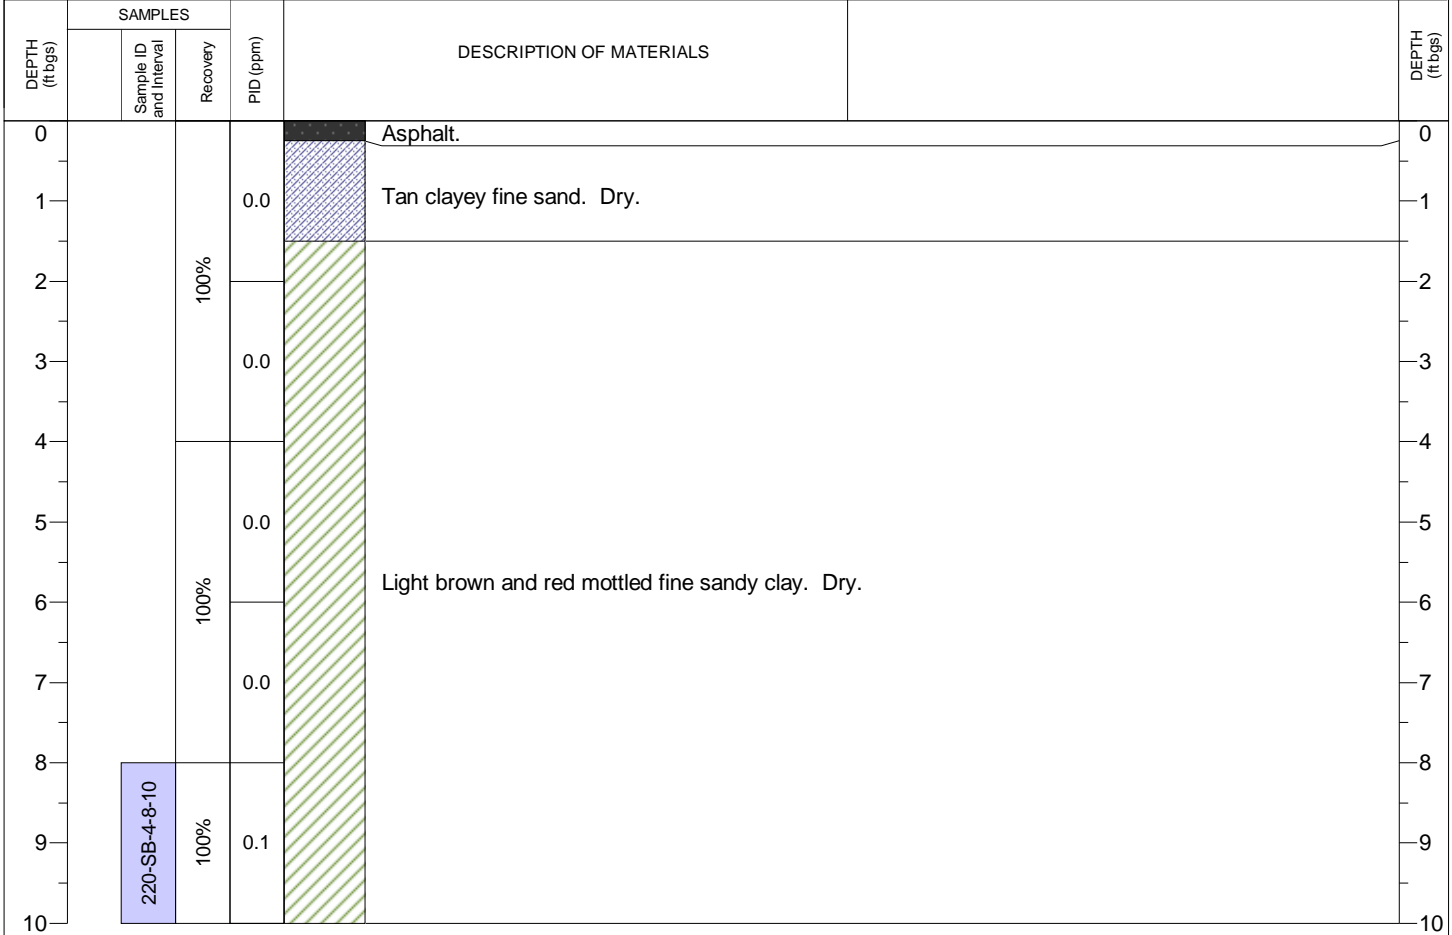 SAMPLES
DEPTH
(ft bgs)
Sample ID
and Interval
Recovery
PID (ppm)
DESCRIPTION OF MATERIALS
DEPTH
(ft bgs)
0
Asphalt.
0
1
0.0
Tan clayey fine sand. Dry.
1
2
100%
2
3
0.0
3
4
4
5
0.0
5
6
100%
Light brown and red mottled fine sandy clay. Dry.
6
7
0.0
7
8
8
9
220-SB-4-8-10
100%
0.1
9
10
10